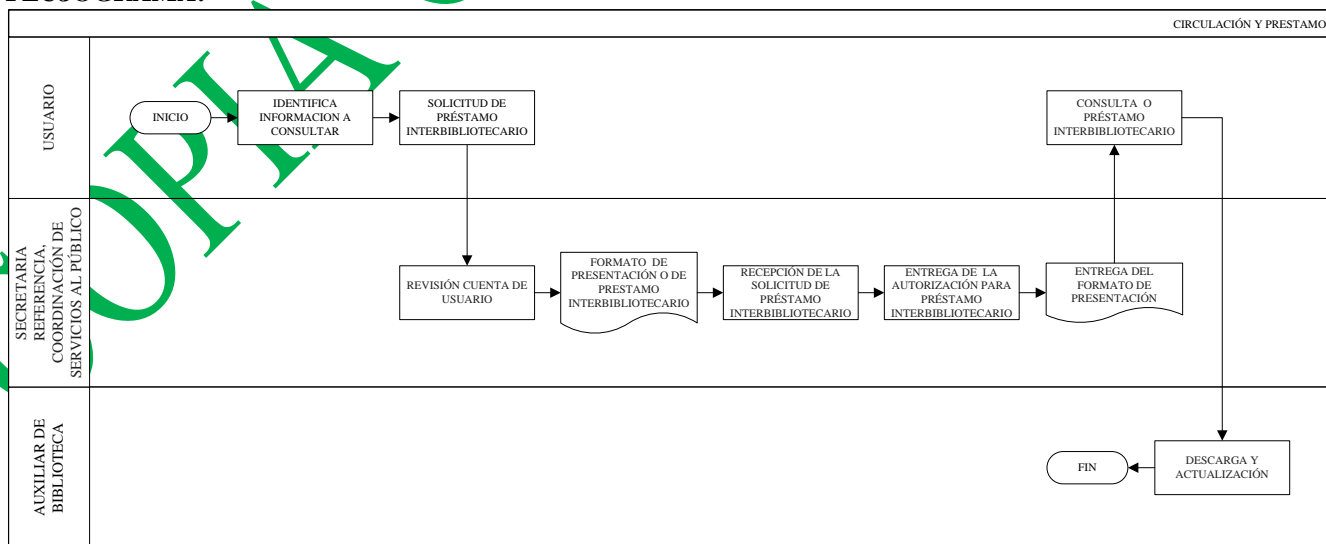 CIRCULACIÓN Y PRESTAMO
USUARIO
INICIO
IDENTIFICA
INFORMACION A
CONSULTAR
SOLICITUD DE
PRÉSTAMO
INTERBIBLIOTECARIO
CONSULTA O
PRÉSTAMO
INTERBIBLIOTECARIO
SECRETARIA
REFERENCIA,
COORDINACIÓN DE
SERVICIOS AL PÚBLICO
REVISIÓN CUENTA DE
USUARIO
FORMATO DE
PRESENTACIÓN O DE
PRESTAMO
INTERBIBLIOTECARIO
RECEPCIÓN DE LA
SOLICITUD DE
PRÉSTAMO
INTERBIBLIOTECARIO
ENTREGA DE LA
AUTORIZACIÓN PARA
PRÉSTAMO
INTERBIBLIOTECARIO
ENTREGA DEL
FORMATO DE
PRESENTACIÓN
AUXILIAR DE
BIBLIOTECA
FIN
DESCARGA Y
ACTUALIZACIÓN